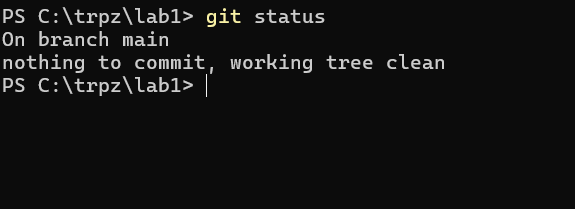 PS C:\trpz\lab1> git status
On branch main
nothing to commit, working tree clean
PS C:\trpz\lab1>